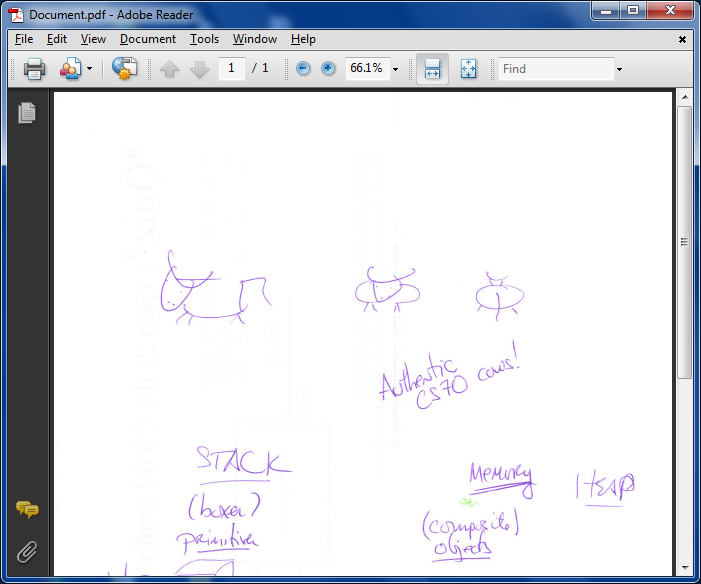 Document.pdf - Adobe Reader
File Edit View Document Tools Window Help
1 / 1 66.1% Find
Authentic
CS70 cows!
STACK
MEMORY
HEAP
(boxer)
(composite)
primitive
objects